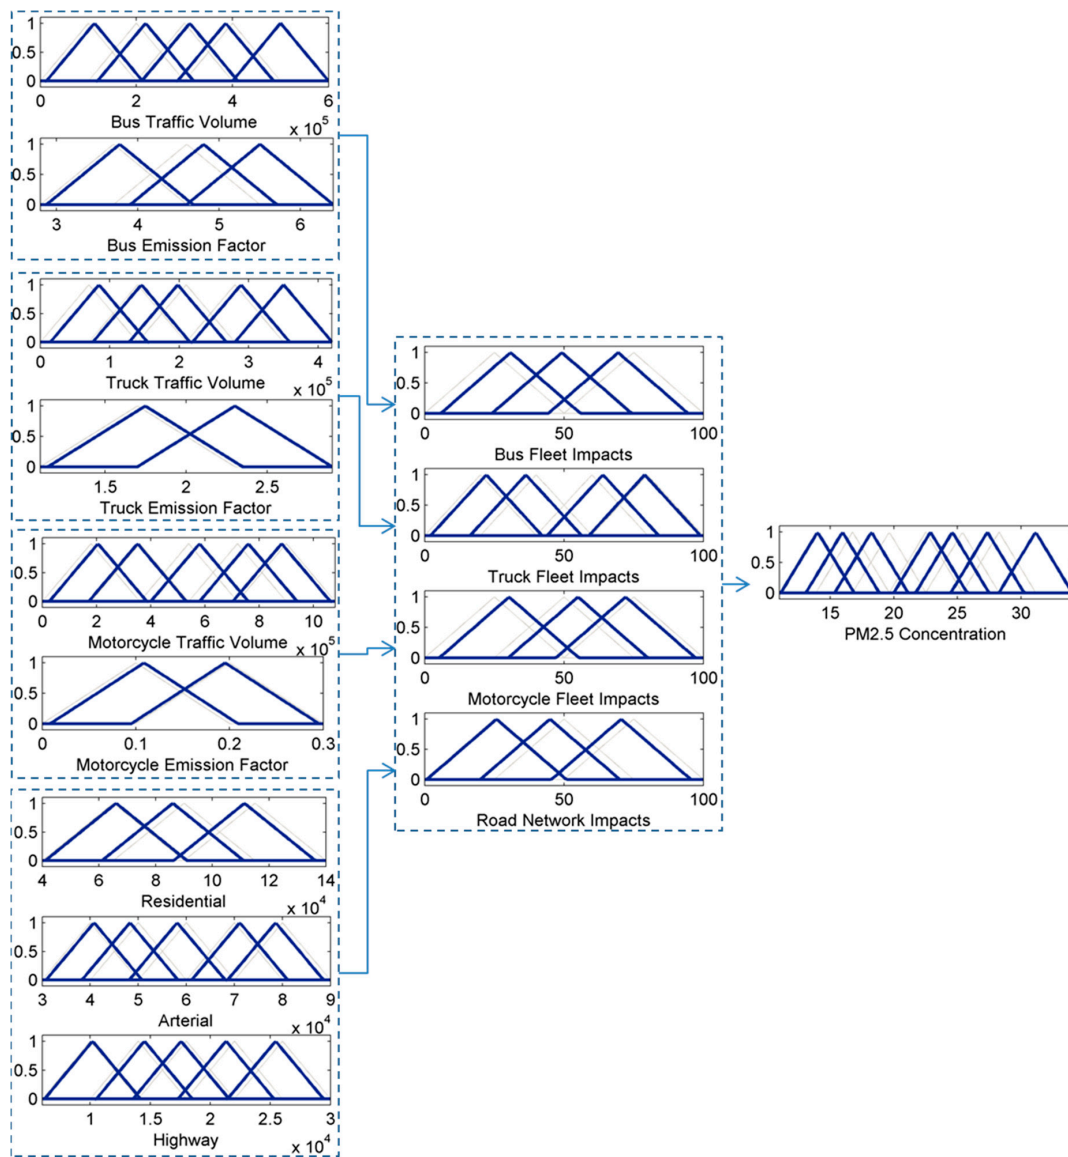 1
0.5
0
0 2 4 6
Bus Traffic Volume x 10^5
1
0.5
0
3 4 5 6
Bus Emission Factor
1
0.5
0
0 1 2 3 4
Truck Traffic Volume x 10^5
1
0.5
0
1.5 2 2.5
Truck Emission Factor
1
0.5
0
0 2 4 6 8 10
Motorcycle Traffic Volume x 10^5
1
0.5
0
0 0.1 0.2 0.3
Motorcycle Emission Factor
1
0.5
0
4 6 8 10 12 14
Residential x 10^4
1
0.5
0
3 4 5 6 7 8 9
Arterial x 10^4
1
0.5
0
1 1.5 2 2.5 3
Highway x 10^4
1
0.5
0
0 50 100
Bus Fleet Impacts
1
0.5
0
0 50 100
Truck Fleet Impacts
1
0.5
0
0 50 100
Motorcycle Fleet Impacts
1
0.5
0
0 50 100
Road Network Impacts
1
0.5
0
15 20 25 30
PM2.5 Concentration